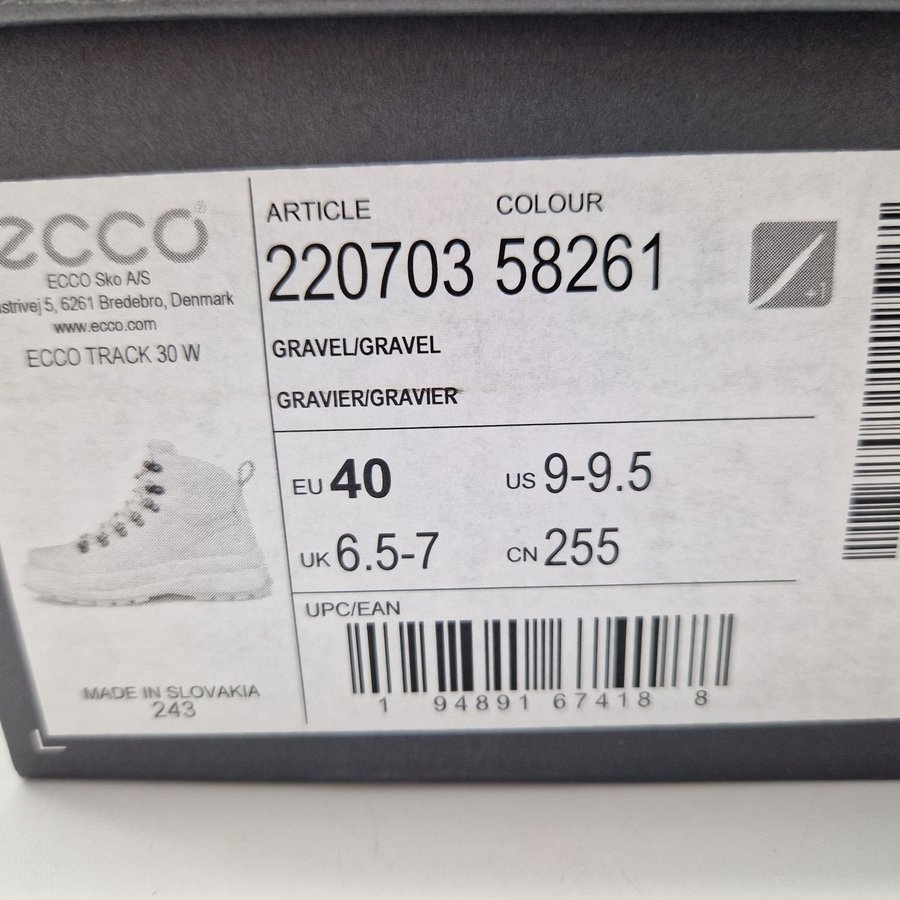 ecco
ECCO Sko A/S
strivej 5, 6261 Bredebro, Denmark
www.ecco.com
ECCO TRACK 30 W
MADE IN SLOVAKIA
243
ARTICLE COLOUR
220703 58261
+1
GRAVEL/GRAVEL
GRAVIER/GRAVIER
EU 40 US 9-9.5
UK 6.5-7 CN 255
UPC/EAN
1 94891 67418 8